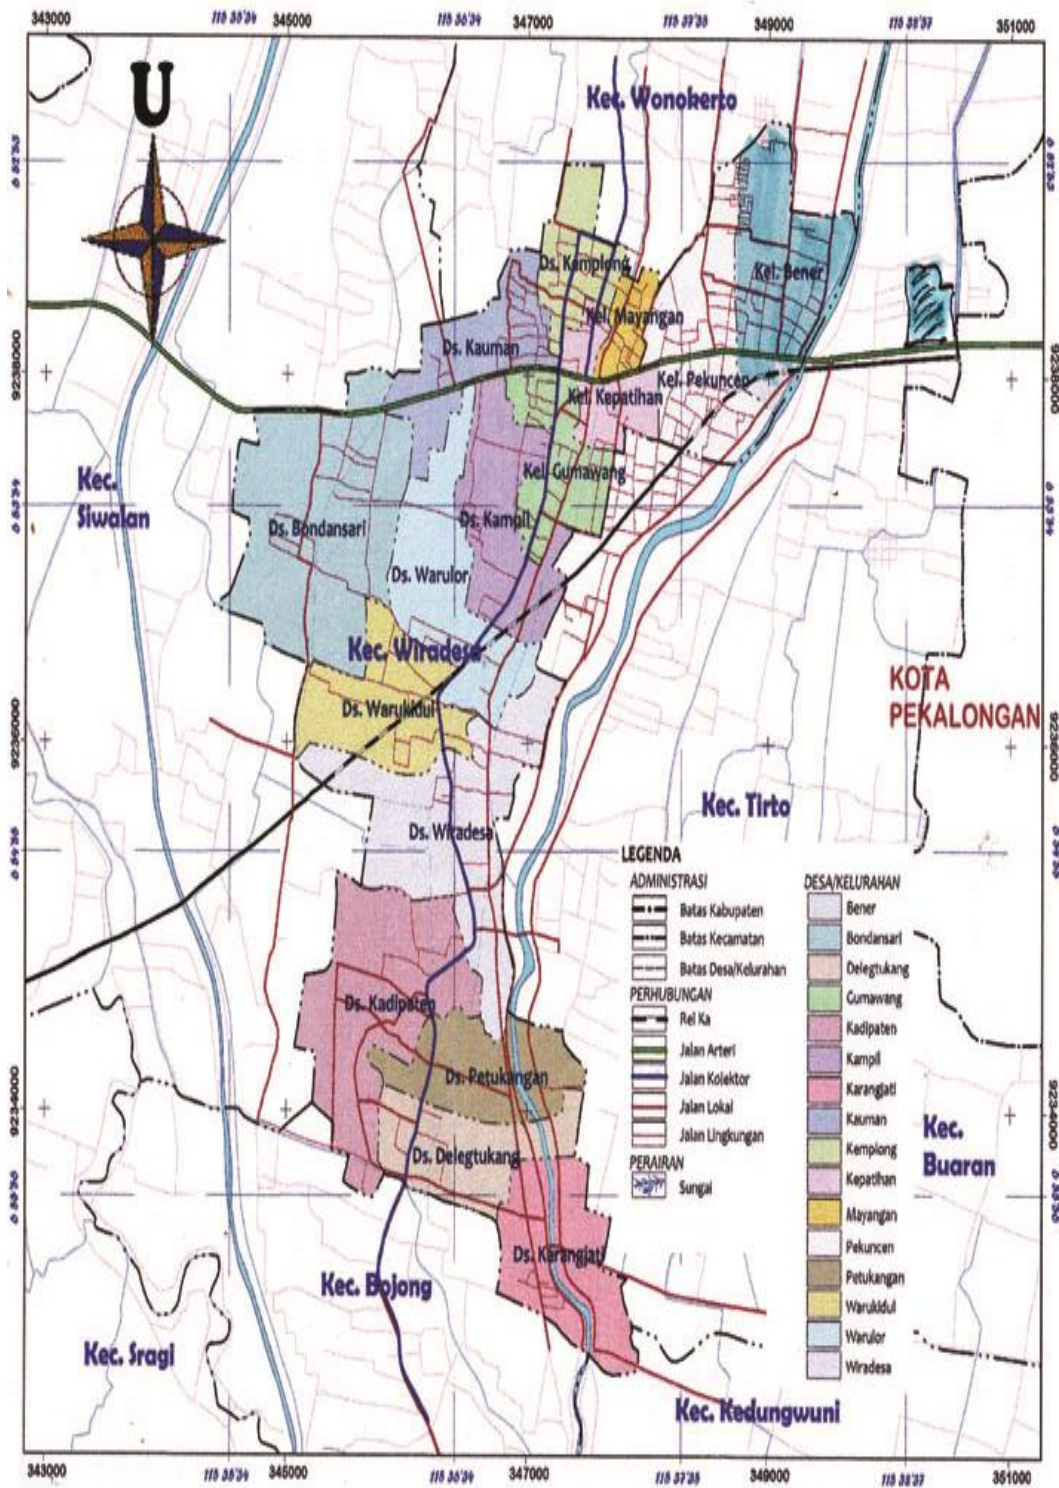 343000
345000
347000
349000
351000
U
Kec. Wonokerto
Ds. Kemplong
Kel. Bener
Kel. Mayangan
Ds. Kauman
Kel. Pekuncen
Kel. Kepatihan
9238000
9238000
Kec.
Siwalan
Kel. Gumawang
Ds. Kampil
Ds. Bondansari
Ds. Warulor
Kec. Wiradesa
Ds. Warukidul
KOTA
PEKALONGAN
9236000
9236000
Kec. Tirto
Ds. Wiradesa
LEGENDA
ADMINISTRASI
Batas Kabupaten
Batas Kecamatan
Batas Desa/Kelurahan
PERHUBUNGAN
Rel Ka
Jalan Arteri
Jalan Kolektor
Jalan Lokal
Jalan Lingkungan
PERAIRAN
Sungai
DESA/KELURAHAN
Bener
Bondansari
Delegtukang
Gumawang
Kadipaten
Kampil
Karangjati
Kauman
Kemplong
Kepatihan
Mayangan
Pekuncen
Petukangan
Warukidul
Warulor
Wiradesa
Ds. Kadipaten
Ds. Petukangan
9234000
9234000
Ds. Delegtukang
Kec.
Buaran
Ds. Karangjati
Kec. Bojong
Kec. Sragi
Kec. Kedungwuni
343000
345000
347000
349000
351000